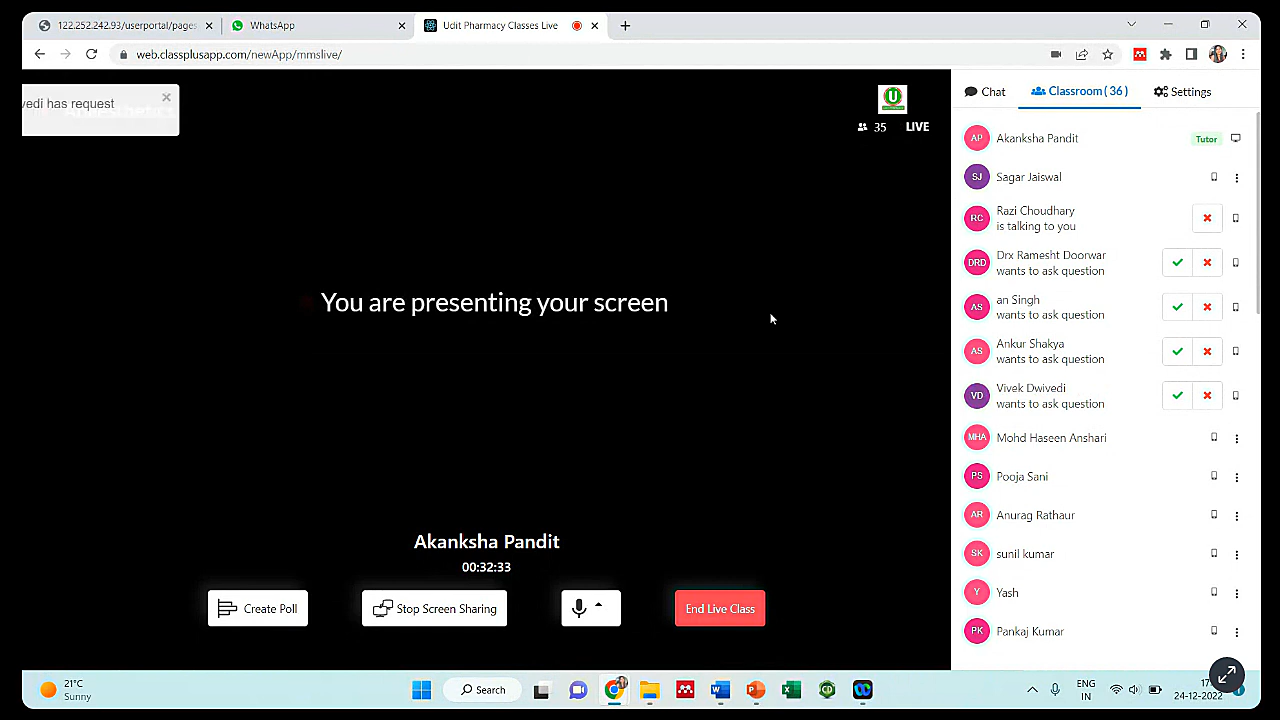 122.252.242.93/userportal/pages
WhatsApp
Udit Pharmacy Classes Live
web.classplusapp.com/newApp/mmslive/
vedi has request
U
35
LIVE
Chat
Classroom ( 36 )
Settings
AP
Akanksha Pandit
Tutor
SJ
Sagar Jaiswal
RC
Razi Choudhary
is talking to you
DRD
Drx Ramesht Doorwar
wants to ask question
AS
an Singh
wants to ask question
AS
Ankur Shakya
wants to ask question
VD
Vivek Dwivedi
wants to ask question
MHA
Mohd Haseen Anshari
PS
Pooja Sani
AR
Anurag Rathaur
SK
sunil kumar
Y
Yash
PK
Pankaj Kumar
You are presenting your screen
Akanksha Pandit
00:32:33
Create Poll
Stop Screen Sharing
End Live Class
21°C
Sunny
Search
ENG
IN
24-12-2022